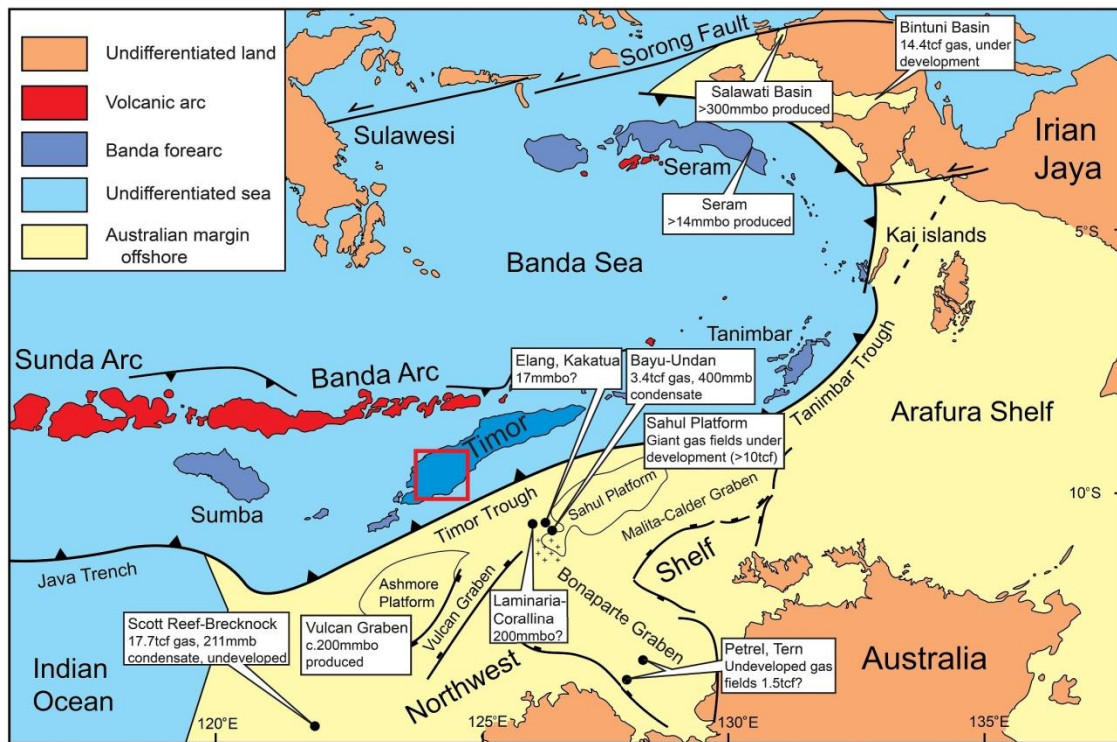 Undifferentiated land
Volcanic arc
Banda forearc
Undifferentiated sea
Australian margin
offshore
Sorong Fault
Bintuni Basin
14.4tcf gas, under
development
Salawati Basin
>300mmbo produced
Sulawesi
Irian
Jaya
Seram
Seram
>14mmbo produced
Kai islands
5°S
Banda Sea
Tanimbar
Sunda Arc
Banda Arc
Elang, Kakatua
17mmbo?
Bayu-Undan
3.4tcf gas, 400mmb
condensate
Tanimbar Trough
Arafura Shelf
Sahul Platform
Giant gas fields under
development (>10tcf)
Timor
Sumba
Timor Trough
Sahul Platform
Malita-Calder Graben
10°S
Java Trench
Ashmore
Platform
Vulcan Graben
Shelf
Bonaparte Graben
Laminaria-
Corallina
200mmbo?
Scott Reef-Brecknock
17.7tcf gas, 211mmb
condensate, undeveloped
Vulcan Graben
c.200mmbo
produced
Northwest
Petrel, Tern
Undeveloped gas
fields 1.5tcf?
Australia
Indian
Ocean
120°E
125°E
130°E
135°E